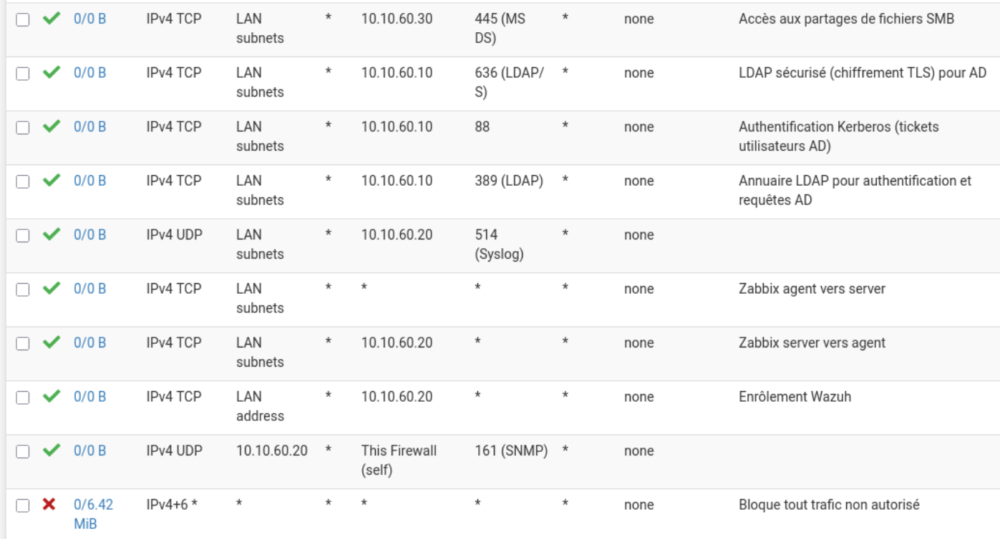 0/0 B IPv4 TCP LAN * 10.10.60.30 445 (MS * none Accès aux partages de fichiers SMB
subnets DS)
0/0 B IPv4 TCP LAN * 10.10.60.10 636 (LDAP/ * none LDAP sécurisé (chiffrement TLS) pour AD
subnets S)
0/0 B IPv4 TCP LAN * 10.10.60.10 88 * none Authentification Kerberos (tickets
subnets utilisateurs AD)
0/0 B IPv4 TCP LAN * 10.10.60.10 389 (LDAP) * none Annuaire LDAP pour authentification et
subnets requêtes AD
0/0 B IPv4 UDP LAN * 10.10.60.20 514 * none
subnets (Syslog)
0/0 B IPv4 TCP LAN * * * * none Zabbix agent vers server
subnets
0/0 B IPv4 TCP LAN * 10.10.60.20 * * none Zabbix server vers agent
subnets
0/0 B IPv4 TCP LAN * 10.10.60.20 * * none Enrôlement Wazuh
address
0/0 B IPv4 UDP 10.10.60.20 * This Firewall 161 (SNMP) * none
(self)
0/6.42 IPv4+6 * * * * * * none Bloque tout trafic non autorisé
MiB